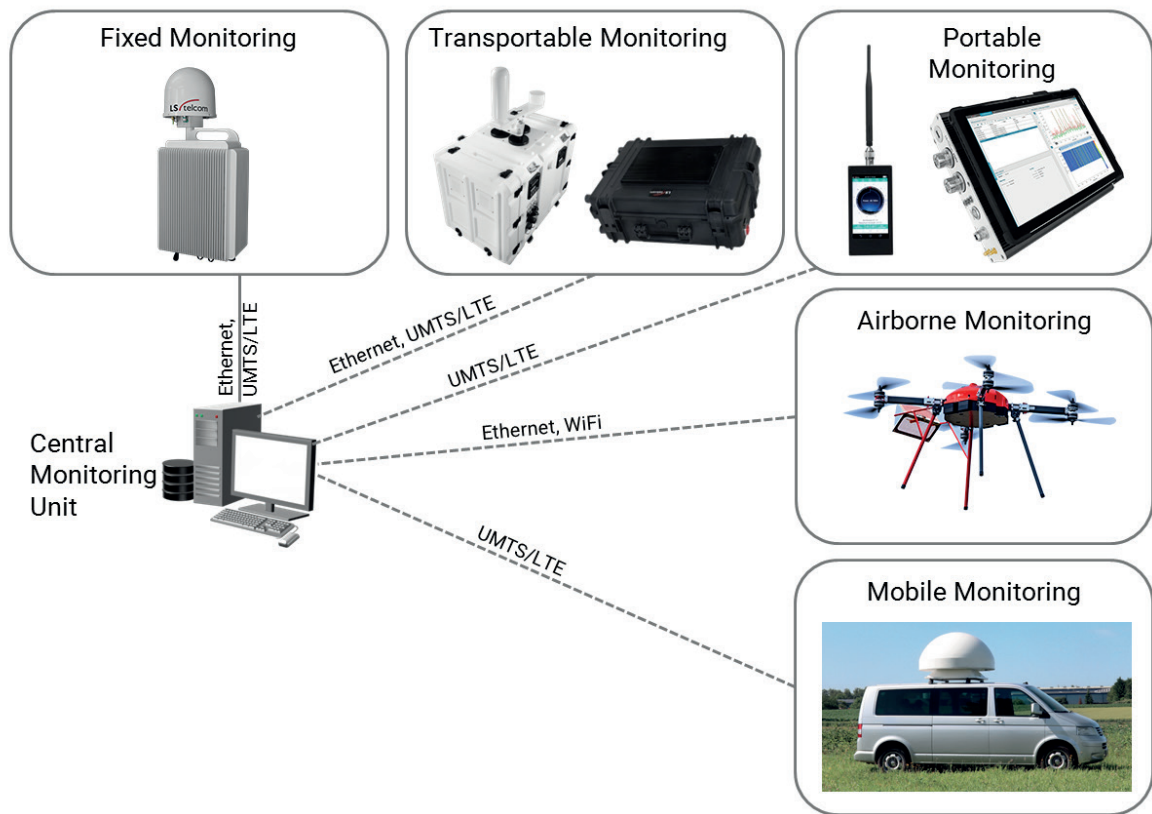 Fixed Monitoring
Transportable Monitoring
Portable
Monitoring
LS telcom
Ethernet,
UMTS/LTE
Ethernet, UMTS/LTE
UMTS/LTE
Airborne Monitoring
Ethernet, WiFi
Central
Monitoring
Unit
UMTS/LTE
Mobile Monitoring